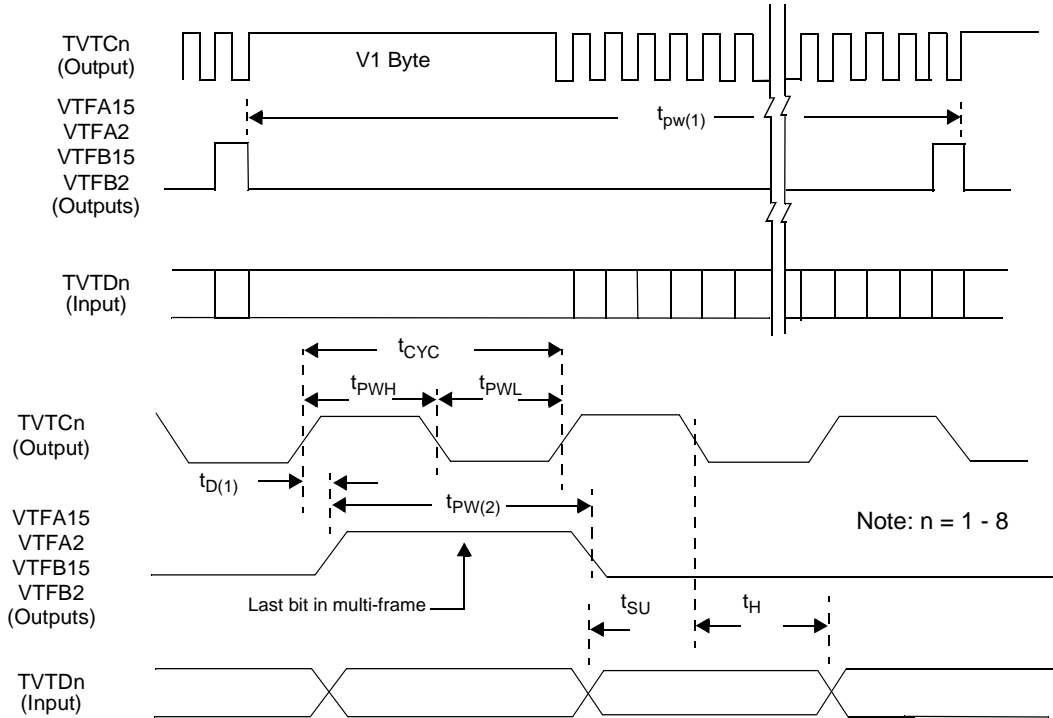 TVTCn
(Output)
V1 Byte
VTFA15
VTFA2
VTFB15
VTFB2
(Outputs)
tpw(1)
TVTDn
(Input)
tCYC
tPWH
tPWL
TVTCn
(Output)
tD(1)
tPW(2)
VTFA15
VTFA2
VTFB15
VTFB2
(Outputs)
Note: n = 1 - 8
Last bit in multi-frame
tSU
tH
TVTDn
(Input)